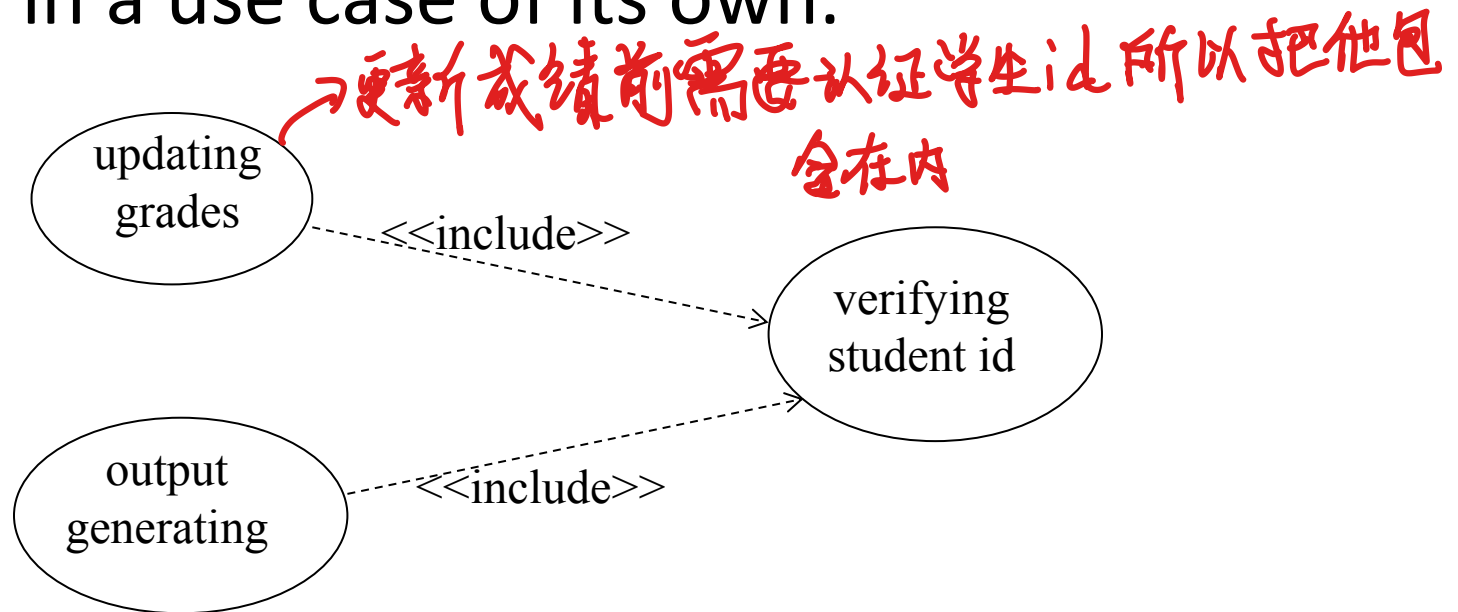 in a use case of its own.
更新成绩前需要认证学生id所以把他包
含在内
updating
grades
<<include>>
verifying
student id
output
generating
<<include>>